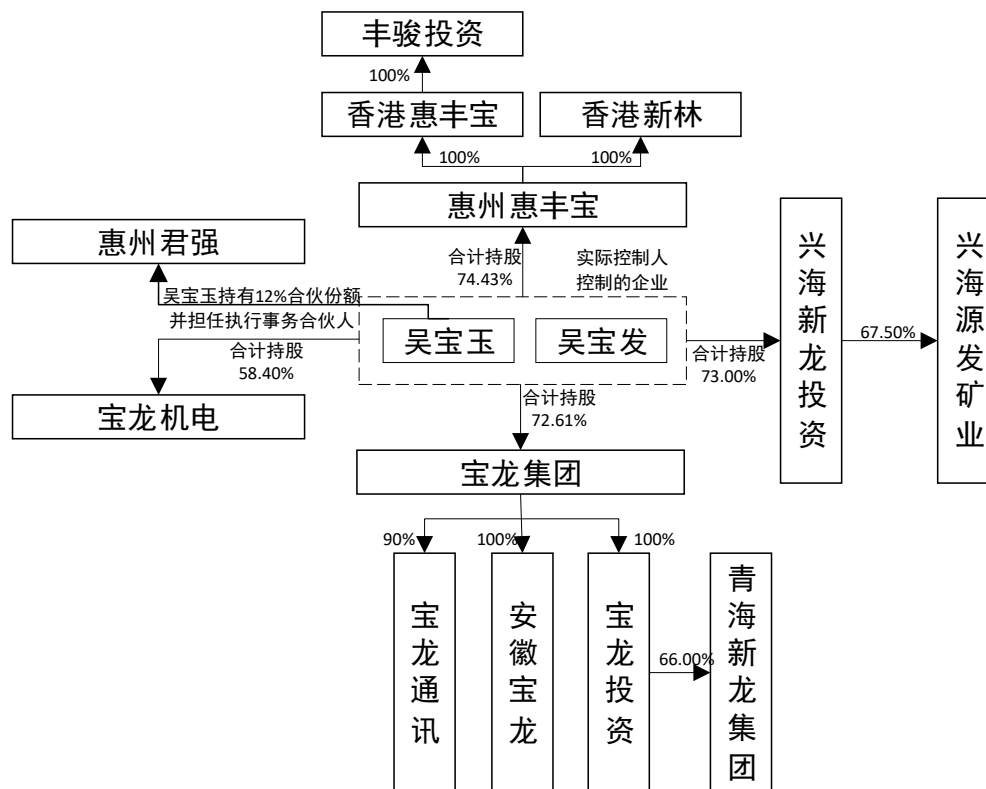 丰骏投资
100%
香港惠丰宝
香港新林
100%
100%
惠州惠丰宝
惠州君强
合计持股
74.43%
实际控制人
控制的企业
吴宝玉持有12%合伙份额
并担任执行事务合伙人
吴宝玉
吴宝发
合计持股
58.40%
合计持股
73.00%
兴海新龙投资
67.50%
兴海源发矿业
宝龙机电
合计持股
72.61%
宝龙集团
90%
100%
100%
宝龙通讯
安徽宝龙
宝龙投资
66.00%
青海新龙集团